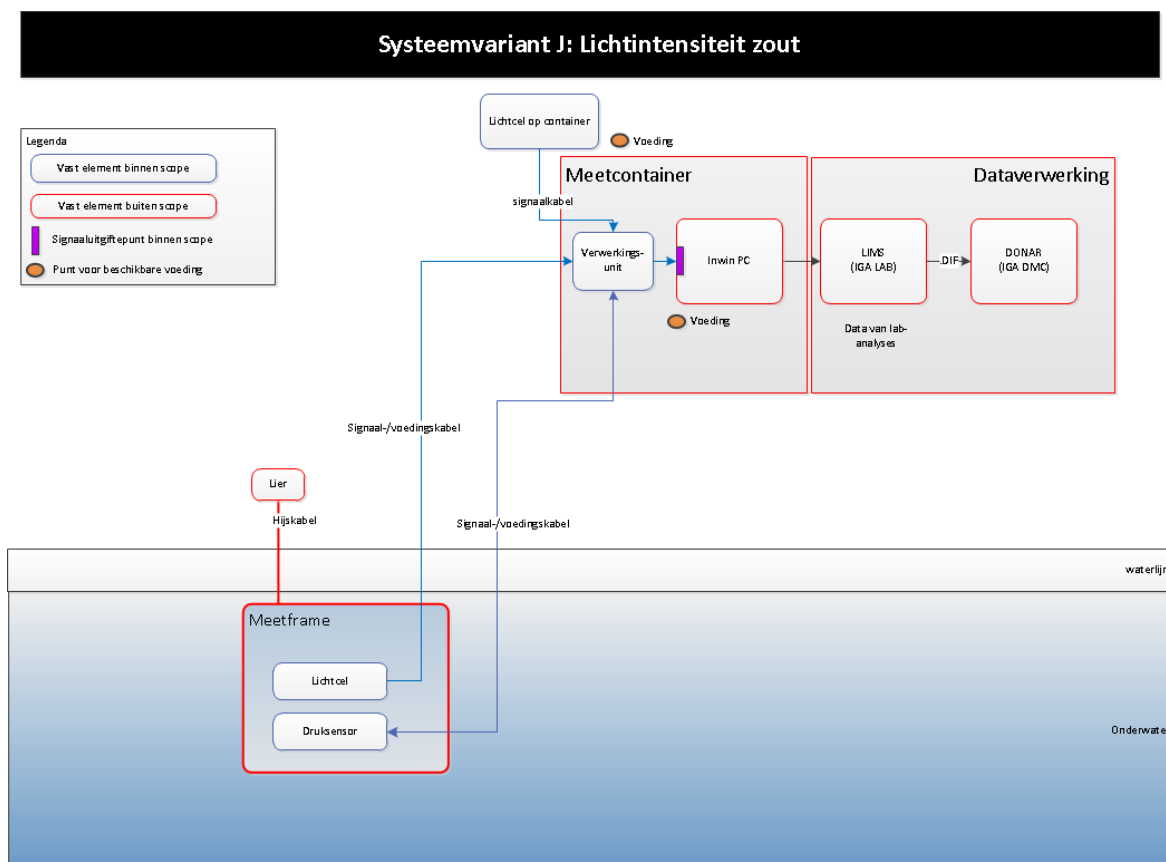 Systeemvariant J: Lichtintensiteit zout
Legenda
Vast element binnen scope
Vast element buiten scope
Signaaluitgiftepunt binnen scope
Punt voor beschikbare voeding
Lichtcel op container
Voeding
signaalkabel
Meetcontainer
Verwerkings-
unit
Inwin PC
Voeding
Dataverwerking
LIMS
(IGA LAB)
DIF
DONAR
(IGA DMC)
Data van lab-
analyses
Signaal-/voedingskabel
Lier
Hijskabel
Signaal-/voedingskabel
waterlijn
Meetframe
Lichtcel
Druksensor
Onderwate